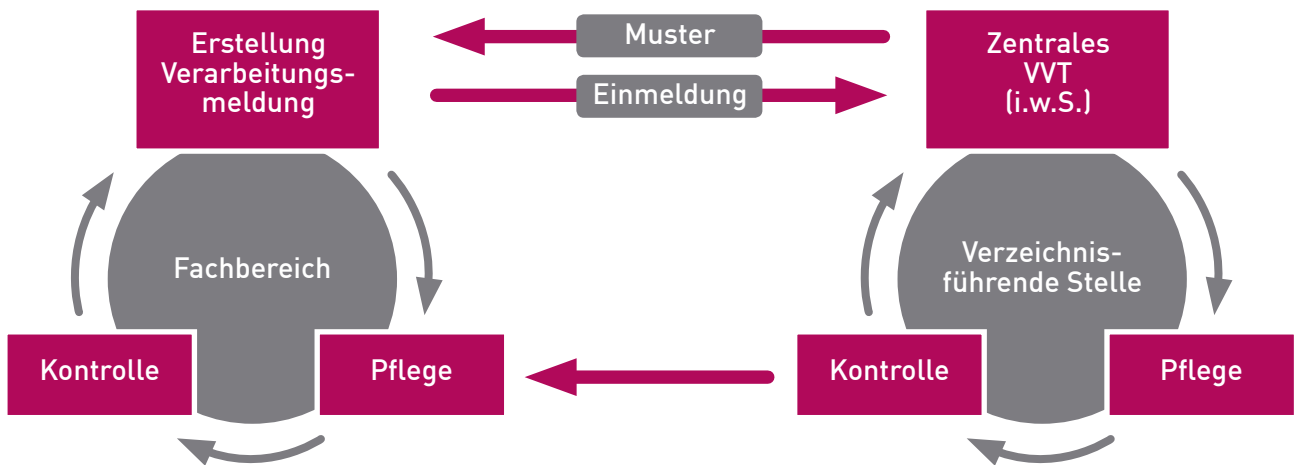 Erstellung
Verarbeitungs-
meldung
Muster
Einmeldung
Zentrales
VVT
(i.w.S.)
Fachbereich
Verzeichnis-
führende Stelle
Kontrolle
Pflege
Kontrolle
Pflege